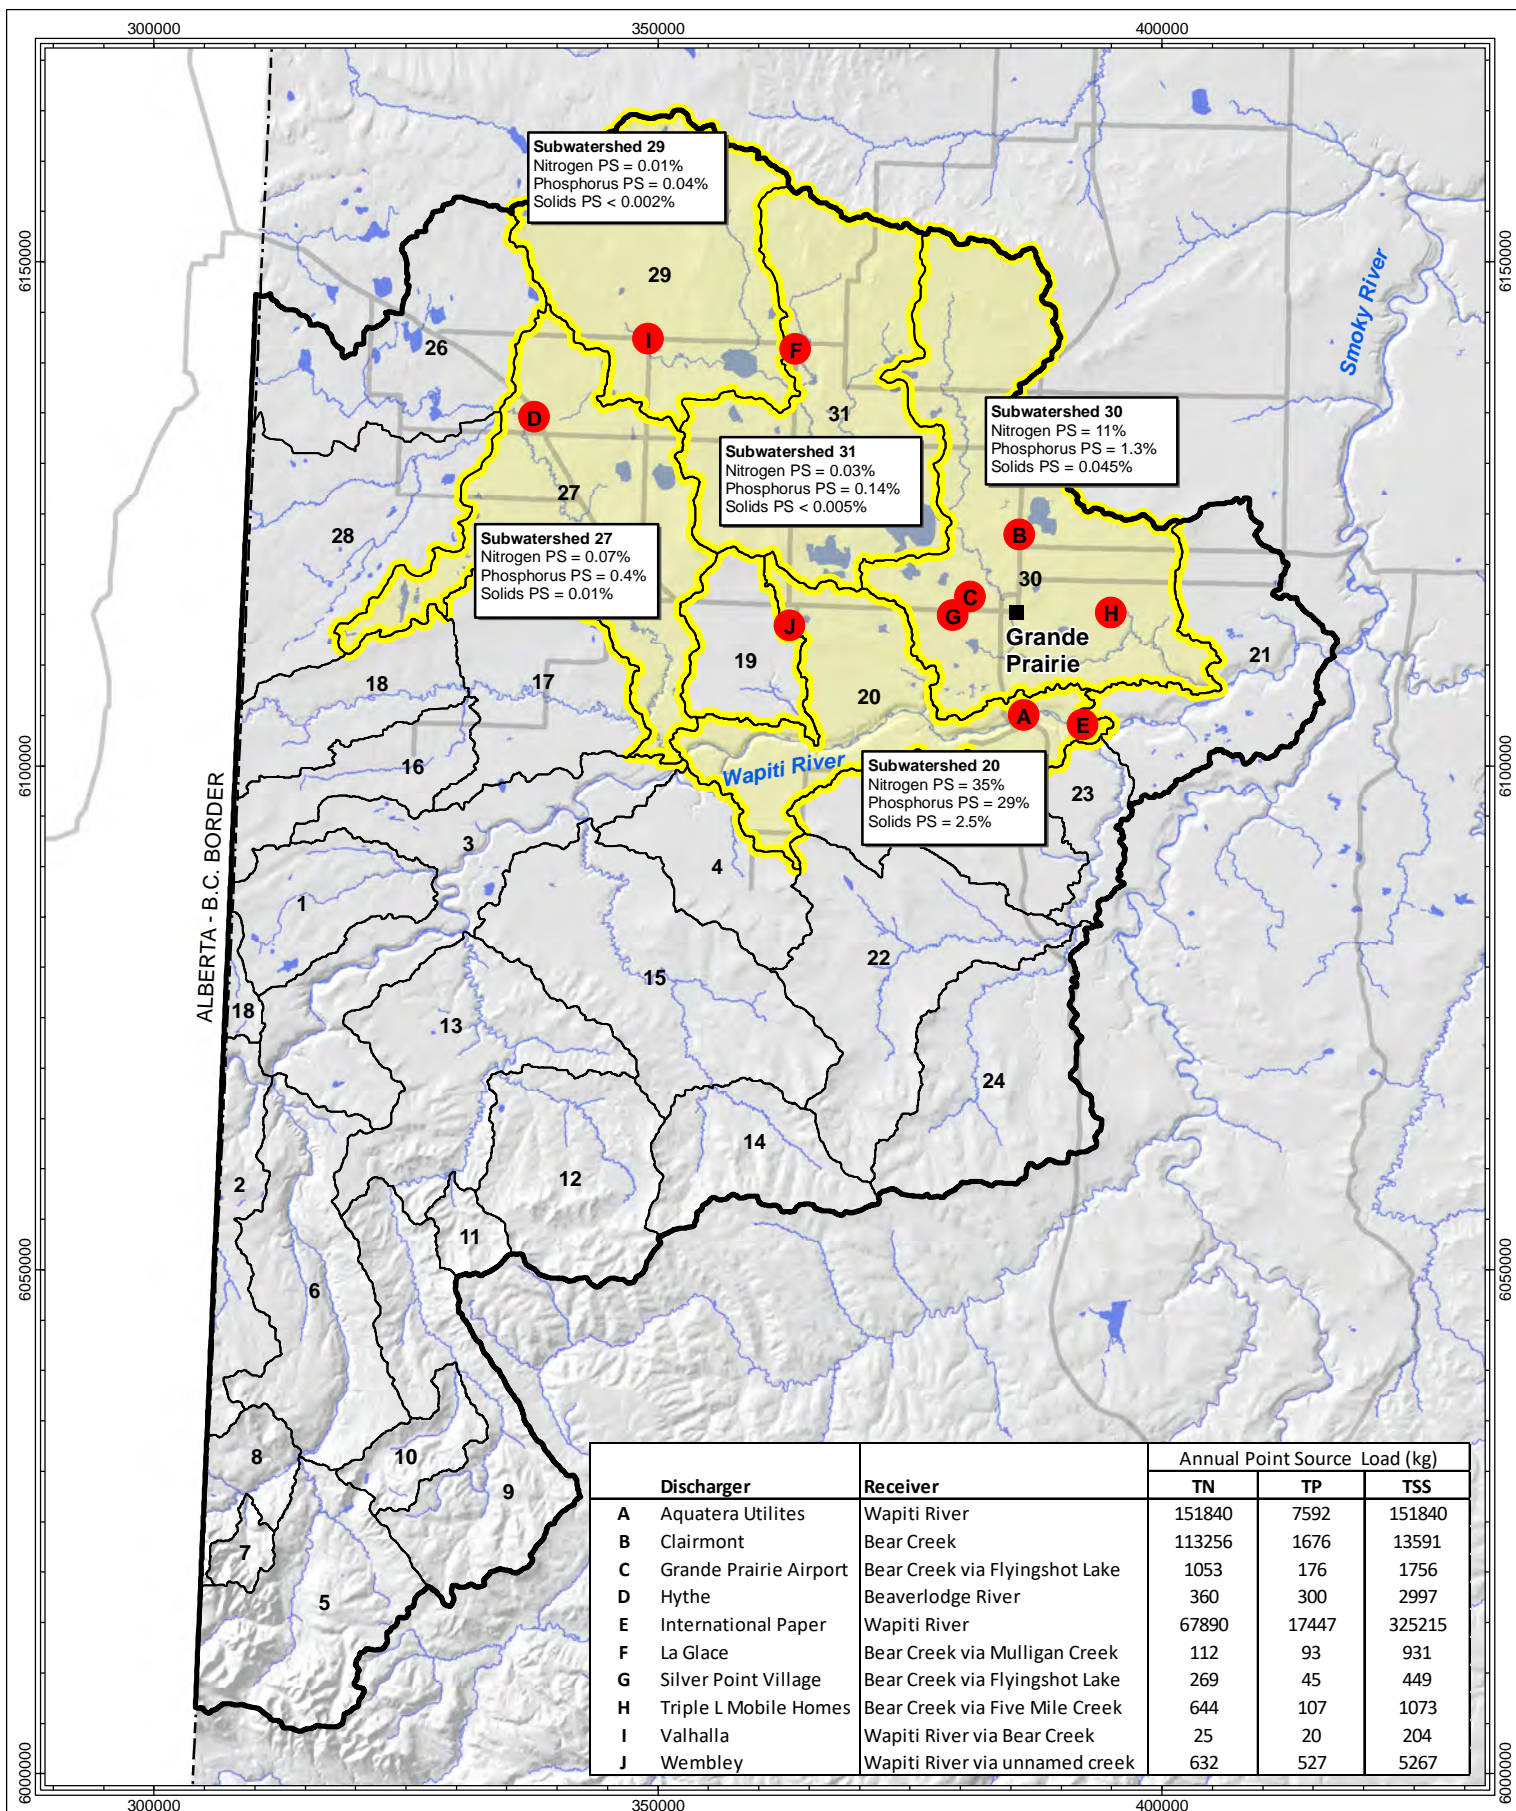 300000
350000
400000
Subwatershed 29
Nitrogen PS = 0.01%
Phosphorus PS = 0.04%
Solids PS < 0.002%
6150000
6150000
29
Smoky River
26
I
F
D
31
Subwatershed 30
Nitrogen PS = 11%
Phosphorus PS = 1.3%
Solids PS = 0.045%
Subwatershed 31
Nitrogen PS = 0.03%
Phosphorus PS = 0.14%
Solids PS < 0.005%
27
28
Subwatershed 27
Nitrogen PS = 0.07%
Phosphorus PS = 0.4%
Solids PS = 0.01%
B
30
C
G
H
J
Grande
Prairie
19
21
18
17
20
A
E
16
6100000
6100000
Wapiti River
Subwatershed 20
Nitrogen PS = 35%
Phosphorus PS = 29%
Solids PS = 2.5%
23
ALBERTA - B.C. BORDER
3
4
1
22
15
18
13
24
14
12
2
11
6
6050000
6050000
8
10
9
7
5
Annual Point Source Load (kg)
Discharger Receiver TN TP TSS
A Aquatera Utilites Wapiti River 151840 7592 151840
B Clairmont Bear Creek 113256 1676 13591
C Grande Prairie Airport Bear Creek via Flyingshot Lake 1053 176 1756
D Hythe Beaverlodge River 360 300 2997
E International Paper Wapiti River 67890 17447 325215
F La Glace Bear Creek via Mulligan Creek 112 93 931
G Silver Point Village Bear Creek via Flyingshot Lake 269 45 449
H Triple L Mobile Homes Bear Creek via Five Mile Creek 644 107 1073
I Valhalla Wapiti River via Bear Creek 25 20 204
J Wembley Wapiti River via unnamed creek 632 527 5267
6000000
6000000
300000
350000
400000